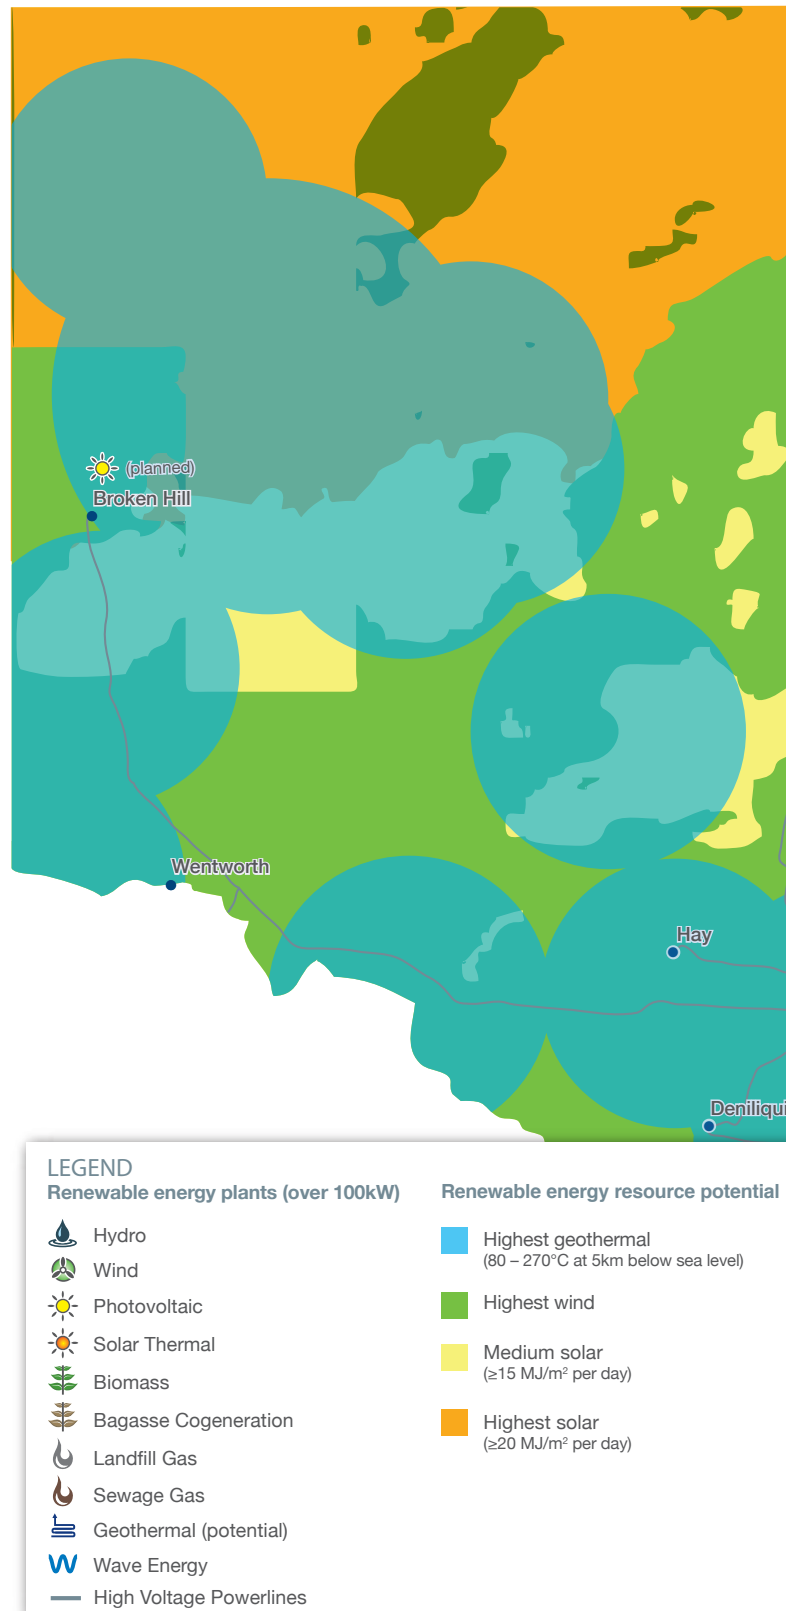 (planned)
Broken Hill
Wentworth
Hay
Deniliqui
LEGEND
Renewable energy plants (over 100kW)
Hydro
Wind
Photovoltaic
Solar Thermal
Biomass
Bagasse Cogeneration
Landfill Gas
Sewage Gas
Geothermal (potential)
Wave Energy
High Voltage Powerlines
Renewable energy resource potential
Highest geothermal
(80 – 270°C at 5km below sea level)
Highest wind
Medium solar
(≥15 MJ/m² per day)
Highest solar
(≥20 MJ/m² per day)